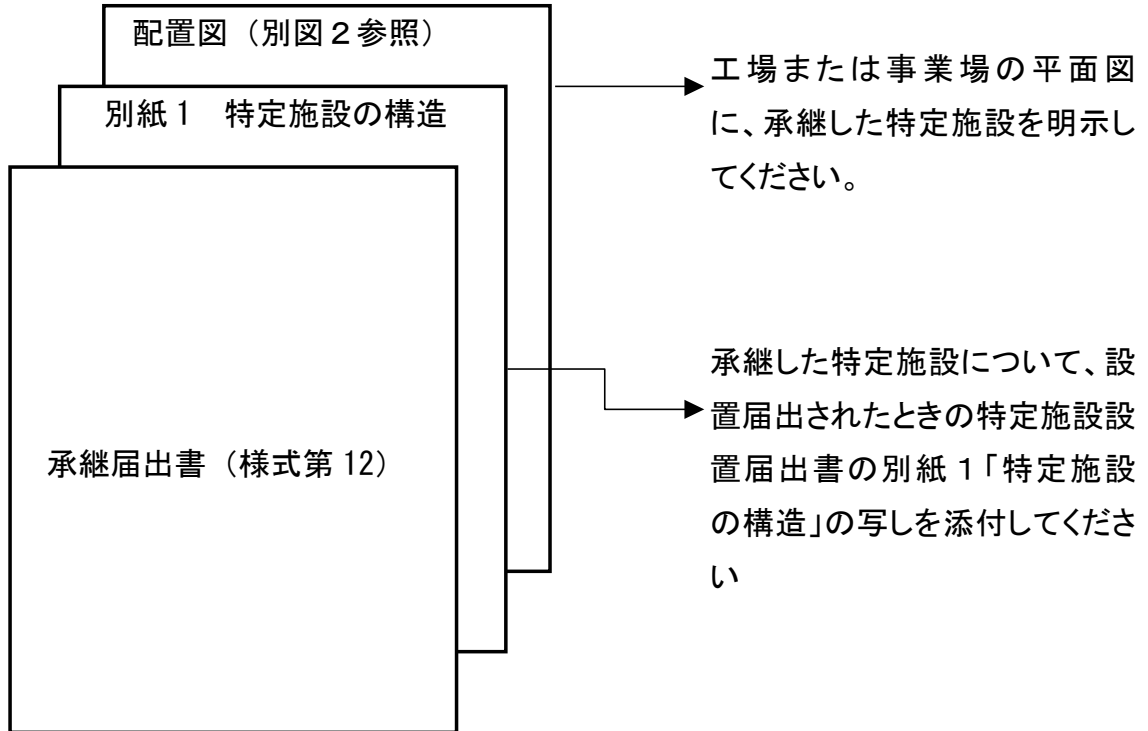 配置図（別図２参照）
別紙１　特定施設の構造
承継届出書（様式第 12）
工場または事業場の平面図
に、承継した特定施設を明示し
てください。
承継した特定施設について、設
置届出されたときの特定施設設
置届出書の別紙１「特定施設
の構造」の写しを添付してくださ
い